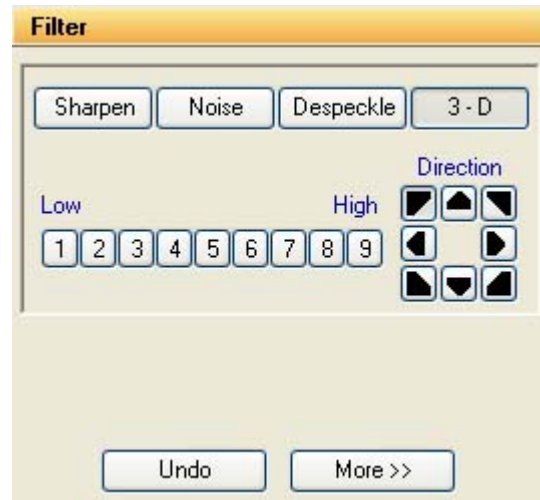 Filter
Sharpen Noise Despeckle 3 - D
Direction
Low High
1 2 3 4 5 6 7 8 9
Undo More >>